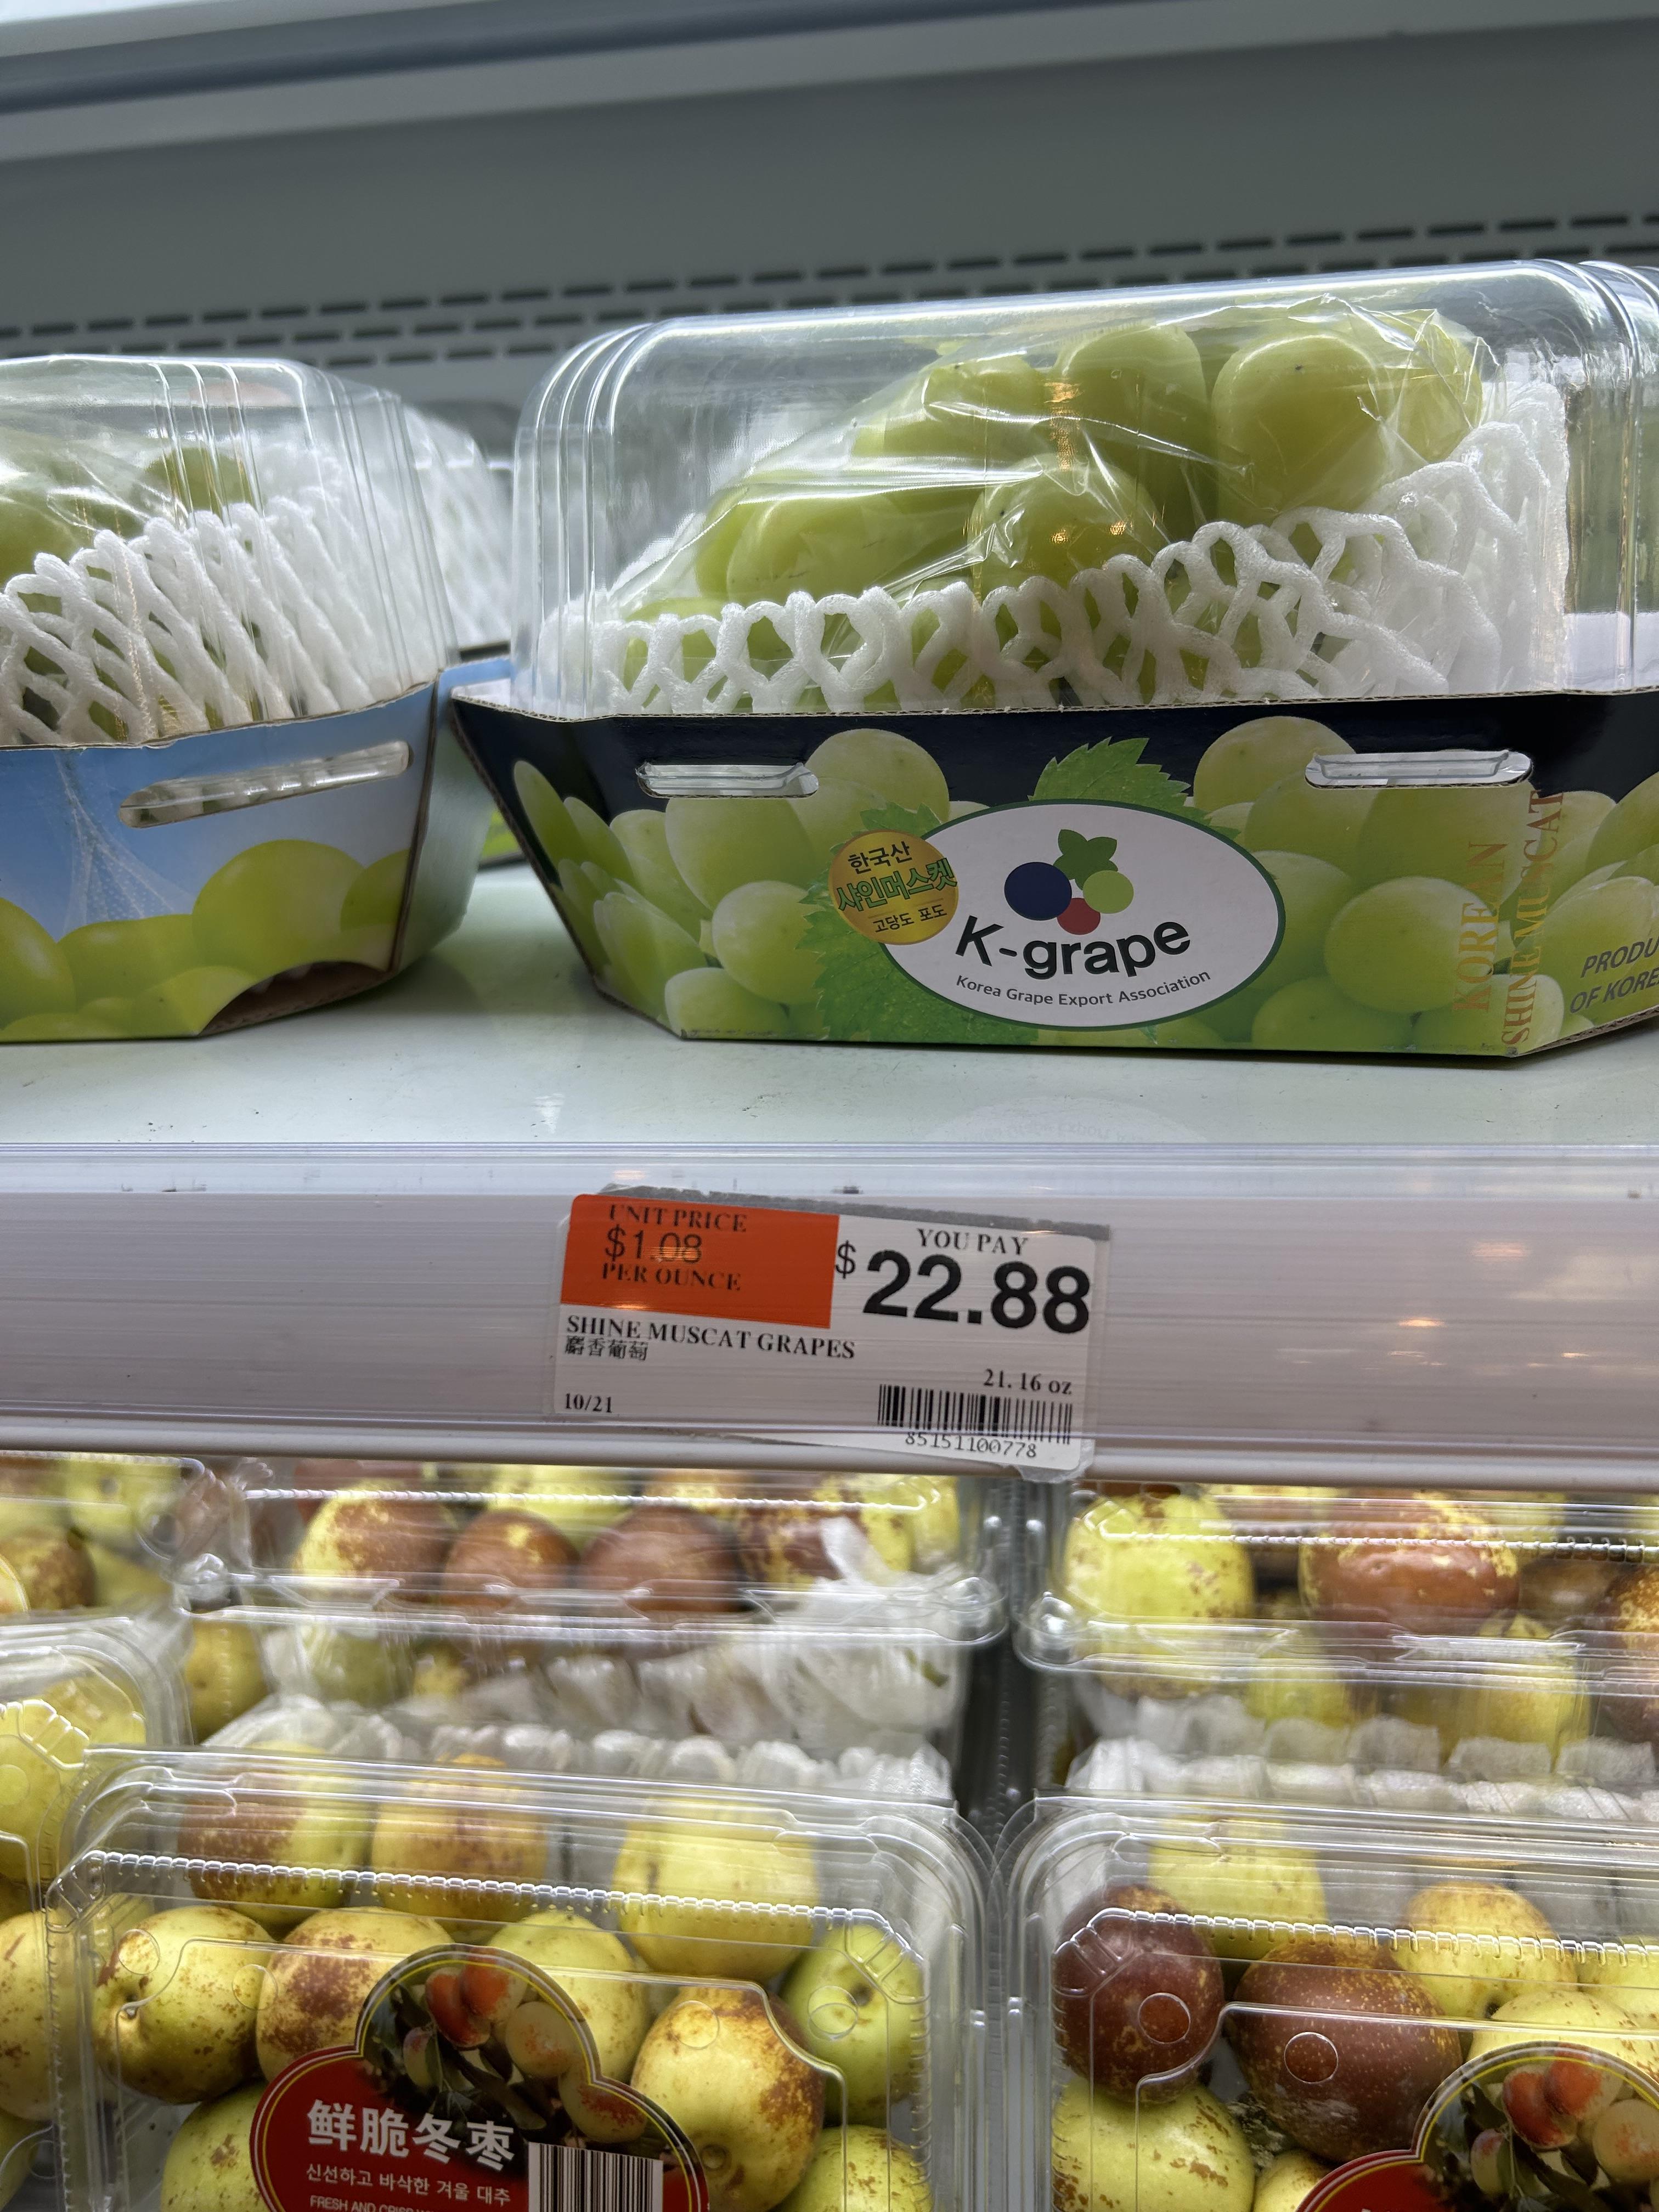 한국산
샤인머스켓
고당도 포도
K-grape
Korea Grape Export Association
KOREAN
SHINE MUSCAT
OF
UNIT PRICE
$1.08
PER OUNCE
YOU PAY
$22.88
SHINE MUSCAT GRAPES
麝香葡萄
21.16 oz
10/21
85151100778
鲜脆冬枣
신선하고 바삭한 겨울 대추
FRESH AND